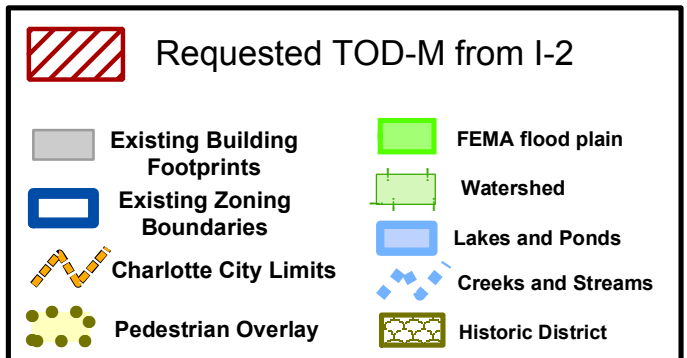 Requested TOD-M from I-2
Existing Building
Footprints
Existing Zoning
Boundaries
Charlotte City Limits
Pedestrian Overlay
FEMA flood plain
Watershed
Lakes and Ponds
Creeks and Streams
Historic District